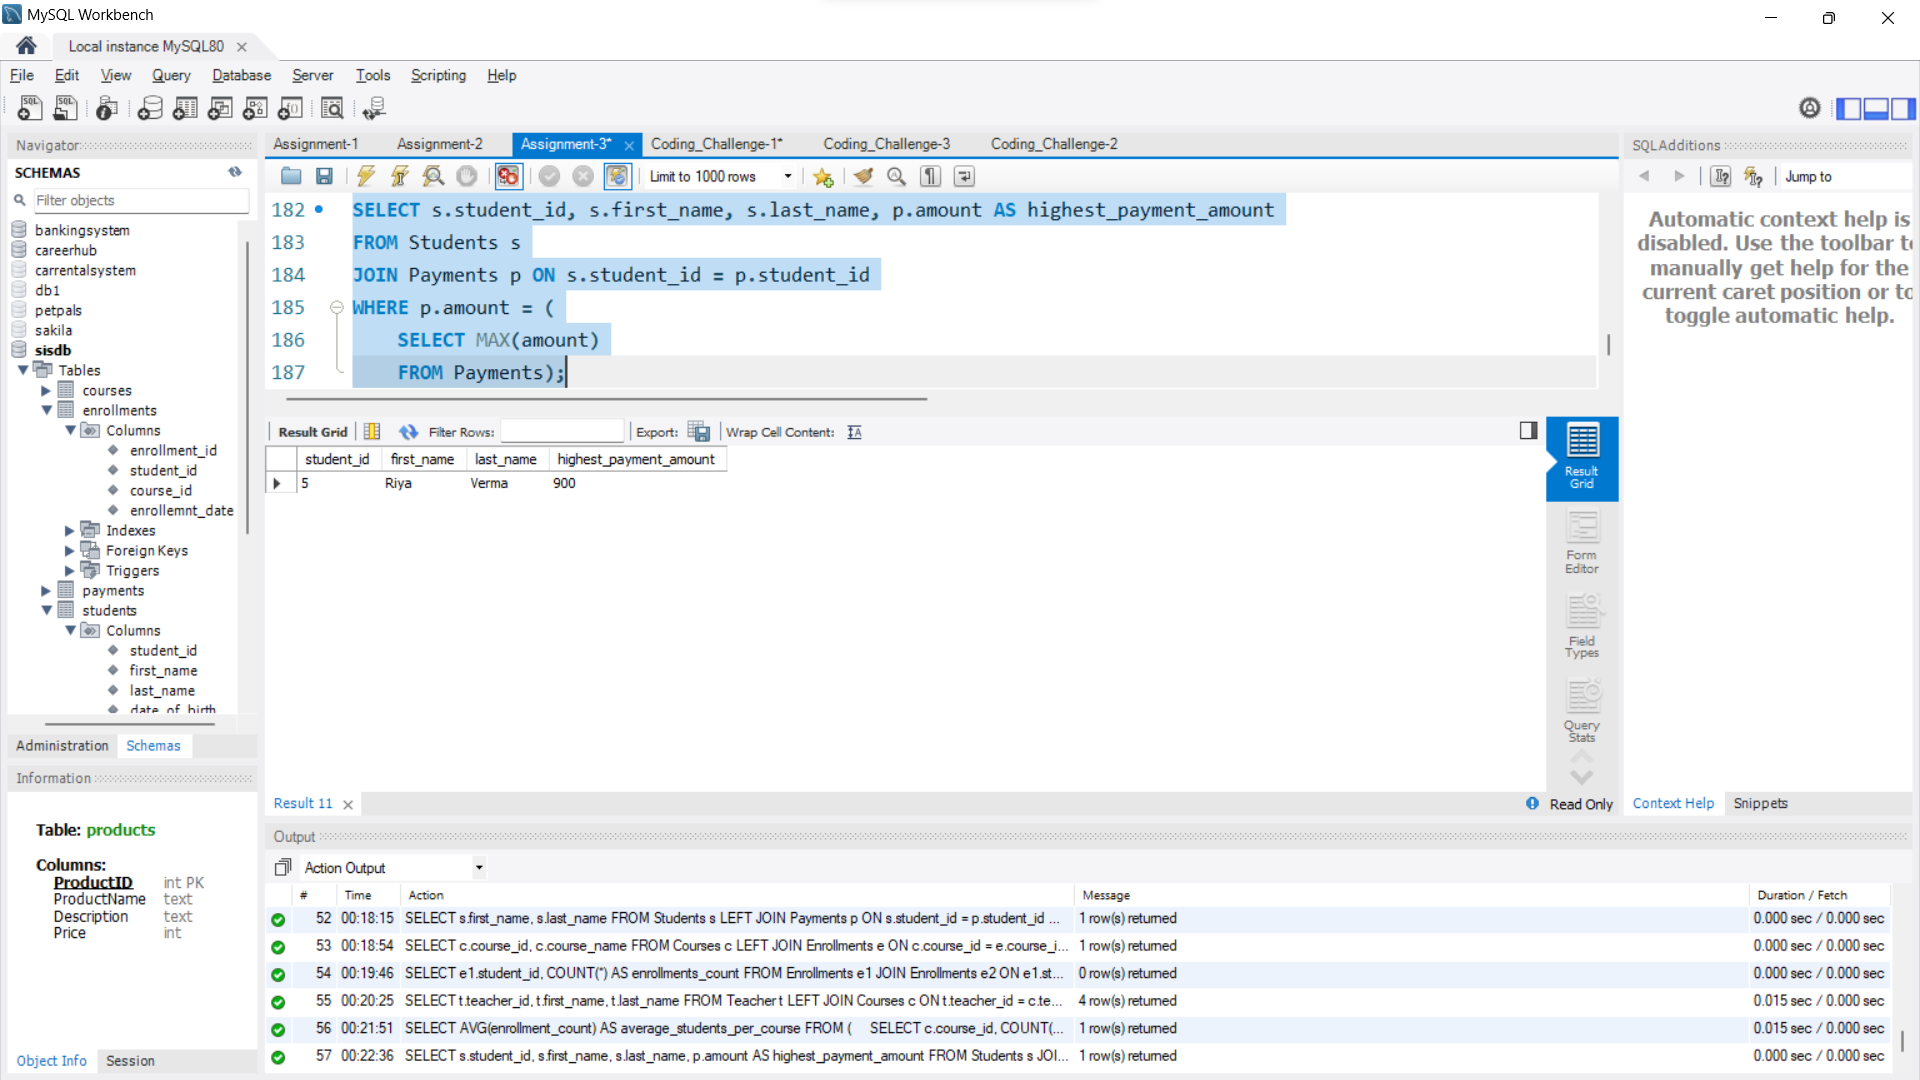 MySQL Workbench
Local instance MySQL80
File Edit View Query Database Server Tools Scripting Help
Navigator
SCHEMAS
Filter objects
bankingsystem
careerhub
carrentalsystem
db1
petpals
sakila
sisdb
Tables
courses
enrollments
Columns
enrollment_id
student_id
course_id
enrollemnt_date
Indexes
Foreign Keys
Triggers
payments
students
Columns
student_id
first_name
last_name
date_of_birth
Administration Schemas
Information
Table: products
Columns:
ProductID int PK
ProductName text
Description text
Price int
Object Info Session
Assignment-1 Assignment-2 Assignment-3* Coding_Challenge-1* Coding_Challenge-3 Coding_Challenge-2
Limit to 1000 rows
182 SELECT s.student_id, s.first_name, s.last_name, p.amount AS highest_payment_amount
183 FROM Students s
184 JOIN Payments p ON s.student_id = p.student_id
185 WHERE p.amount = (
186 SELECT MAX(amount)
187 FROM Payments);
Result Grid Filter Rows: Export: Wrap Cell Content:
student_id first_name last_name highest_payment_amount
5 Riya Verma 900
Result Grid
Form Editor
Field Types
Query Stats
Result 11 Read Only
SQLAdditions
Jump to
Automatic context help is
disabled. Use the toolbar to
manually get help for the
current caret position or to
toggle automatic help.
Context Help Snippets
Output
Action Output
# Time Action Message Duration / Fetch
52 00:18:15 SELECT s.first_name, s.last_name FROM Students s LEFT JOIN Payments p ON s.student_id = p.student_id ... 1 row(s) returned 0.000 sec / 0.000 sec
53 00:18:54 SELECT c.course_id, c.course_name FROM Courses c LEFT JOIN Enrollments e ON c.course_id = e.course_i... 1 row(s) returned 0.000 sec / 0.000 sec
54 00:19:46 SELECT e1.student_id, COUNT(*) AS enrollments_count FROM Enrollments e1 JOIN Enrollments e2 ON e1.st... 0 row(s) returned 0.000 sec / 0.000 sec
55 00:20:25 SELECT t.teacher_id, t.first_name, t.last_name FROM Teacher t LEFT JOIN Courses c ON t.teacher_id = c.te... 4 row(s) returned 0.015 sec / 0.000 sec
56 00:21:51 SELECT AVG(enrollment_count) AS average_students_per_course FROM ( SELECT c.course_id, COUNT(... 1 row(s) returned 0.015 sec / 0.000 sec
57 00:22:36 SELECT s.student_id, s.first_name, s.last_name, p.amount AS highest_payment_amount FROM Students s JOI... 1 row(s) returned 0.000 sec / 0.000 sec